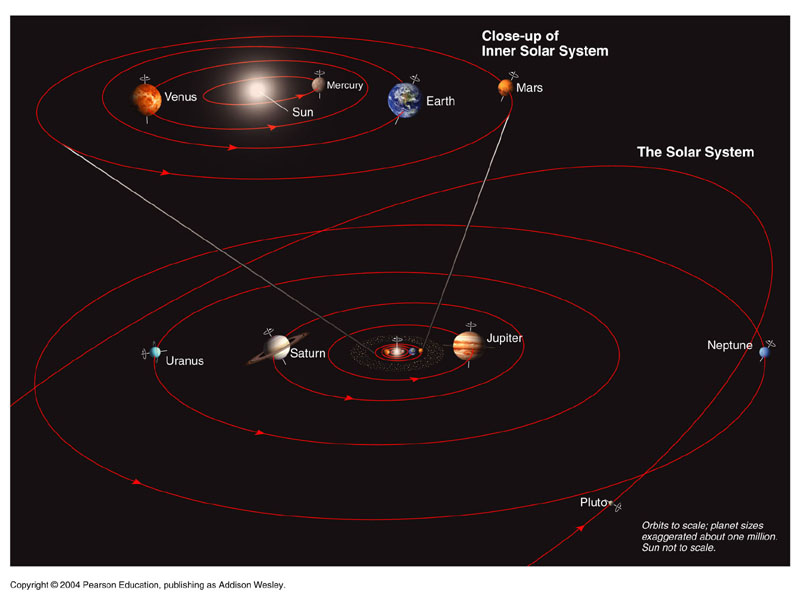 Close-up of
Inner Solar System
Venus
Mercury
Sun
Earth
Mars
The Solar System
Uranus
Saturn
Jupiter
Neptune
Pluto
Orbits to scale; planet sizes
exaggerated about one million.
Sun not to scale.
Copyright © 2004 Pearson Education, publishing as Addison Wesley.